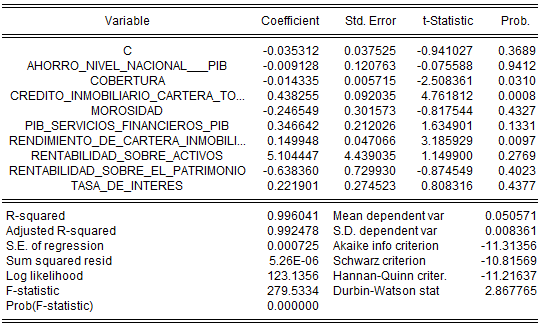 Variable Coefficient Std. Error t-Statistic Prob.
C -0.035312 0.037525 -0.941027 0.3689
AHORRO_NIVEL_NACIONAL___PIB -0.009128 0.120763 -0.075588 0.9412
COBERTURA -0.014335 0.005715 -2.508361 0.0310
CREDITO_INMOBILIARIO_CARTERA_TO... 0.438255 0.092035 4.761812 0.0008
MOROSIDAD -0.246549 0.301573 -0.817544 0.4327
PIB_SERVICIOS_FINANCIEROS_PIB 0.346642 0.212026 1.634901 0.1331
RENDIMIENTO_DE_CARTERA_INMOBILI... 0.149948 0.047066 3.185929 0.0097
RENTABILIDAD_SOBRE_ACTIVOS 5.104447 4.439035 1.149900 0.2769
RENTABILIDAD_SOBRE_EL_PATRIMONIO -0.638360 0.729930 -0.874549 0.4023
TASA_DE_INTERES 0.221901 0.274523 0.808316 0.4377
R-squared 0.996041 Mean dependent var 0.050571
Adjusted R-squared 0.992478 S.D. dependent var 0.008361
S.E. of regression 0.000725 Akaike info criterion -11.31356
Sum squared resid 5.26E-06 Schwarz criterion -10.81569
Log likelihood 123.1356 Hannan-Quinn criter. -11.21637
F-statistic 279.5334 Durbin-Watson stat 2.867765
Prob(F-statistic) 0.000000